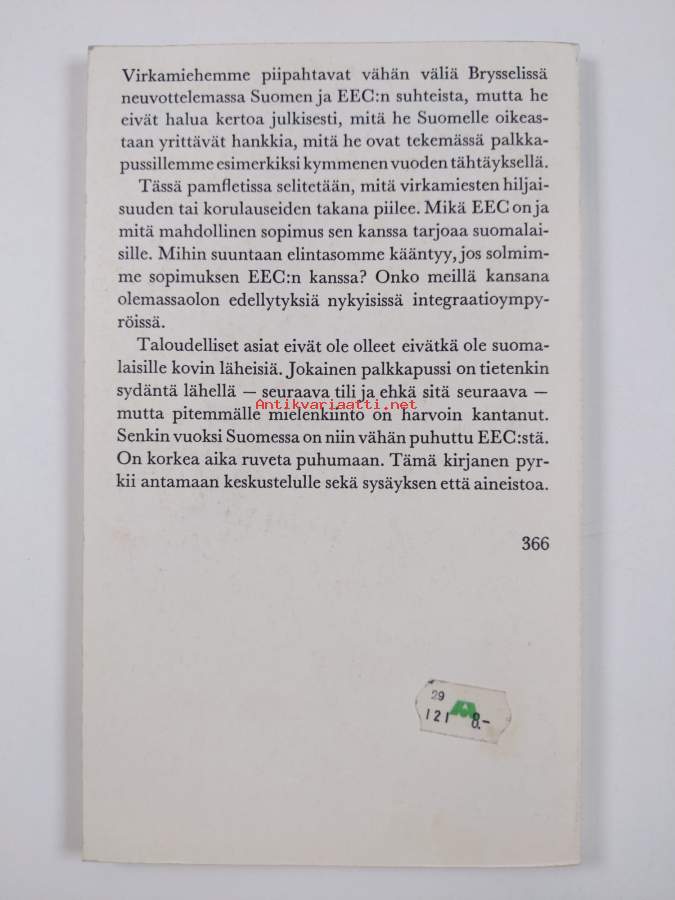 Virkamiehemme piipahtavat vähän väliä Brysselissä
neuvottelemassa Suomen ja EEC:n suhteista, mutta he
eivät halua kertoa julkisesti, mitä he Suomelle oikeas-
taan yrittävät hankkia, mitä he ovat tekemässä palkka-
pussillemme esimerkiksi kymmenen vuoden tähtäyksellä.
Tässä pamfletissa selitetään, mitä virkamiesten hiljai-
suuden tai korulauseiden takana piilee. Mikä EEC on ja
mitä mahdollinen sopimus sen kanssa tarjoaa suomalai-
sille. Mihin suuntaan elintasomme kääntyy, jos solmim-
me sopimuksen EEC:n kanssa? Onko meillä kansana
olemassaolon edellytyksiä nykyisissä integraatioympy-
röissä.
Taloudelliset asiat eivät ole olleet eivätkä ole suoma-
laisille kovin läheisiä. Jokainen palkkapussi on tietenkin
sydäntä lähellä — seuraava tili ja ehkä sitä seuraava —
Antikvariaatti.net
mutta pitemmälle mielenkiinto on harvoin kantanut.
Senkin vuoksi Suomessa on niin vähän puhuttu EEC:stä.
On korkea aika ruveta puhumaan. Tämä kirjanen pyr-
kii antamaan keskustelulle sekä sysäyksen että aineistoa.
366
29
121 8.-